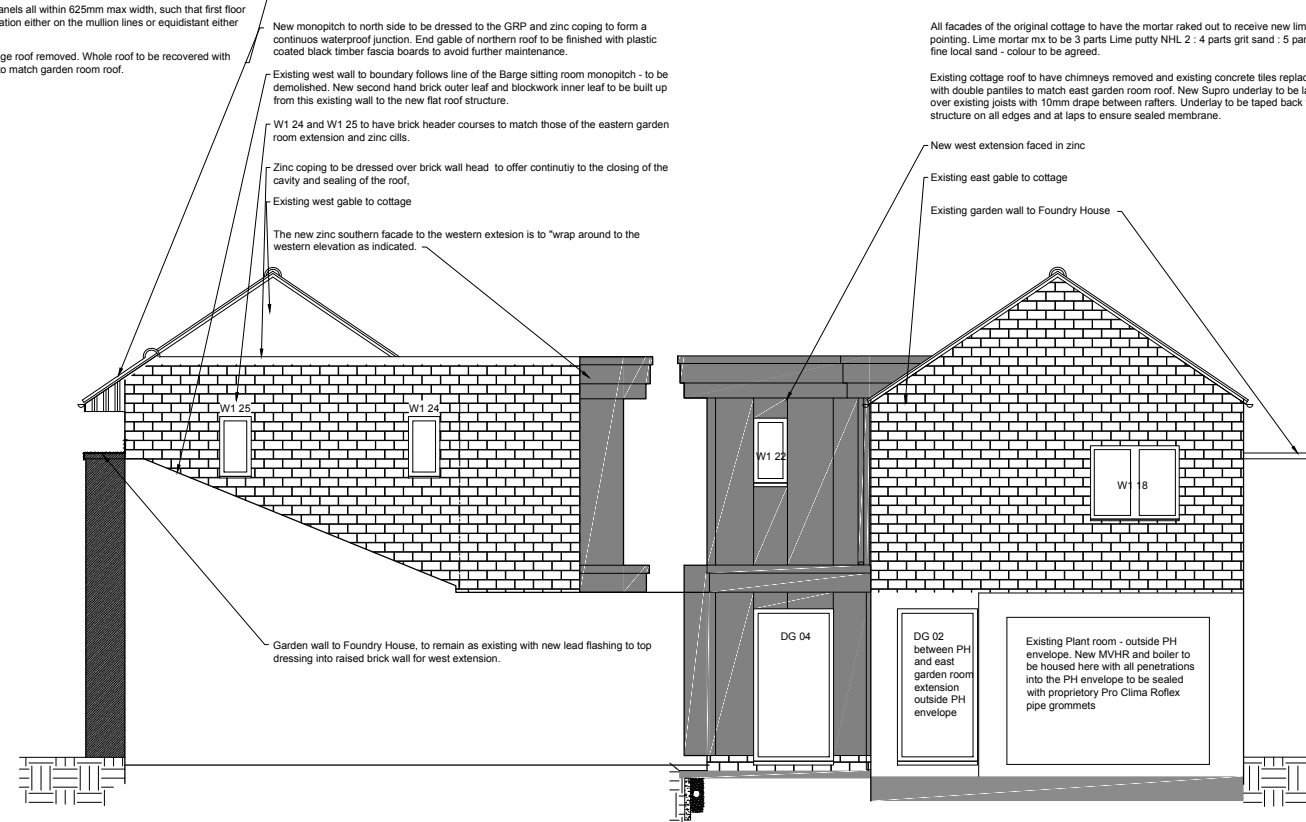 anels all within 625mm max width, such that first floor
ation either on the mullion lines or equidistant either
ge roof removed. Whole roof to be recovered with
to match garden room roof.
New monopitch to north side to be dressed to the GRP and zinc coping to form a
continuos waterproof junction. End gable of northern roof to be finished with plastic
coated black timber fascia boards to avoid further maintenance.
Existing west wall to boundary follows line of the Barge sitting room monopitch - to be
demolished. New second hand brick outer leaf and blockwork inner leaf to be built up
from this existing wall to the new flat roof structure.
W1 24 and W1 25 to have brick header courses to match those of the eastern garden
room extension and zinc cills.
Zinc coping to be dressed over brick wall head to offer continutiy to the closing of the
cavity and sealing of the roof,
Existing west gable to cottage
The new zinc southern facade to the western extesion is to "wrap around to the
western elevation as indicated.
All facades of the original cottage to have the mortar raked out to receive new lim
pointing. Lime mortar mx to be 3 parts Lime putty NHL 2 : 4 parts grit sand : 5 par
fine local sand - colour to be agreed.
Existing cottage roof to have chimneys removed and existing concrete tiles replac
with double pantiles to match east garden room roof. New Supro underlay to be la
over existing joists with 10mm drape between rafters. Underlay to be taped back
structure on all edges and at laps to ensure sealed membrane.
New west extension faced in zinc
Existing east gable to cottage
Existing garden wall to Foundry House
W1 25
W1 24
W1 22
W1 18
Garden wall to Foundry House, to remain as existing with new lead flashing to top
dressing into raised brick wall for west extension.
DG 04
DG 02
between PH
and east
garden room
extension
outside PH
envelope
Existing Plant room - outside PH
envelope. New MVHR and boiler to
be housed here with all penetrations
into the PH envelope to be sealed
with proprietory Pro Clima Roflex
pipe grommets